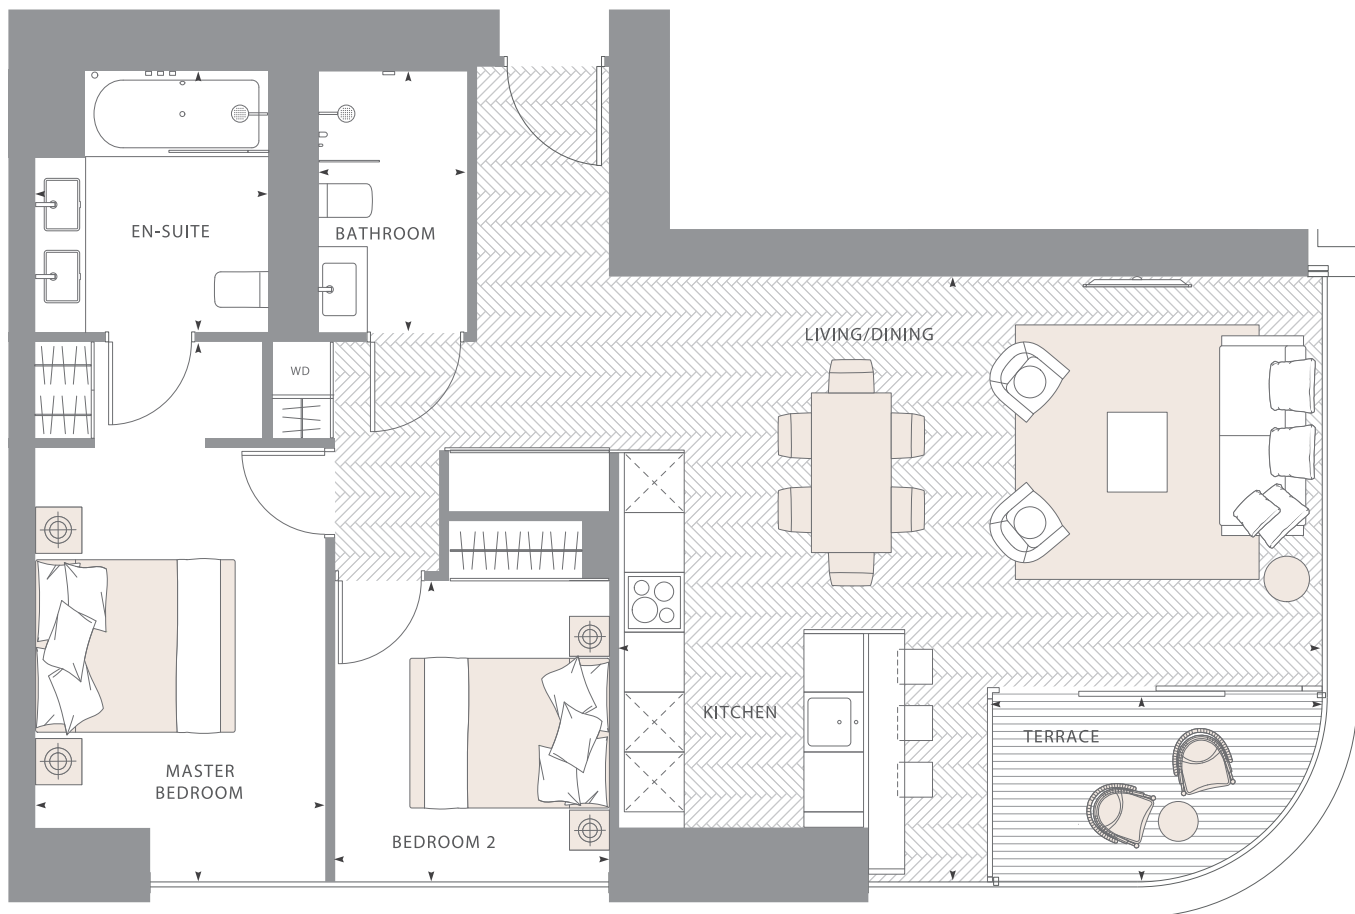 EN-SUITE
BATHROOM
LIVING/DINING
WD
KITCHEN
TERRACE
MASTER
BEDROOM
BEDROOM 2